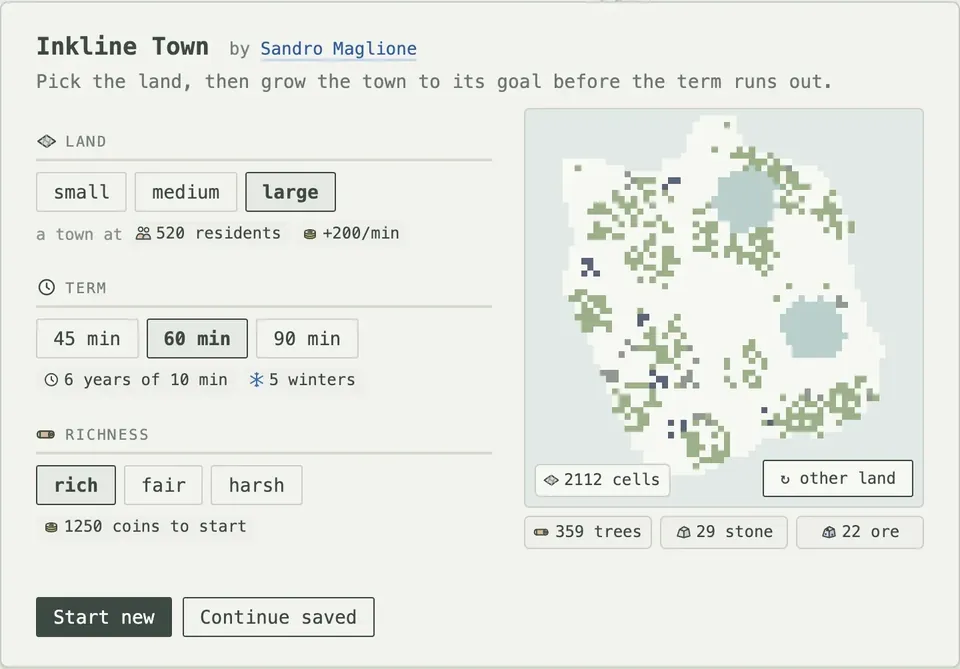 Inkline Town by Sandro Maglione
Pick the land, then grow the town to its goal before the term runs out.
LAND
small medium large
a town at 520 residents +200/min
TERM
45 min 60 min 90 min
6 years of 10 min 5 winters
RICHNESS
rich fair harsh
1250 coins to start
2112 cells ↻ other land
359 trees 29 stone 22 ore
Start new Continue saved